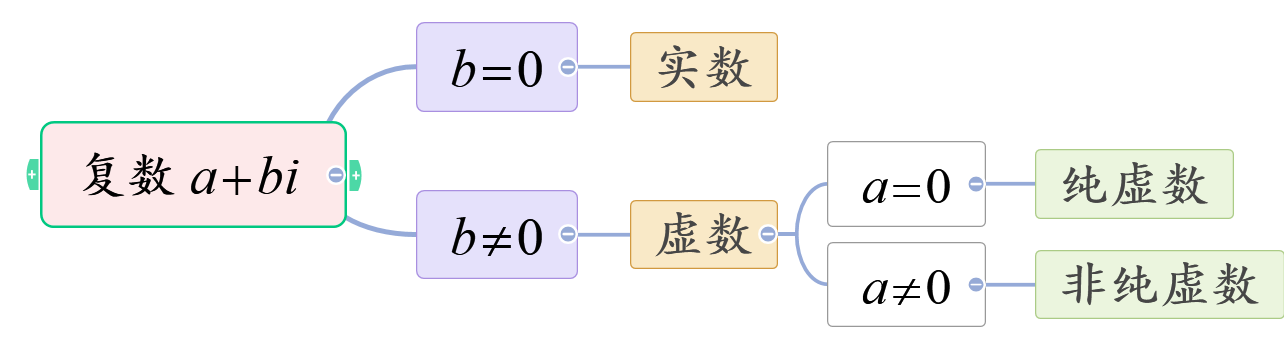 复数 a+bi
b=0
实数
b≠0
虚数
a=0
纯虚数
a≠0
非纯虚数